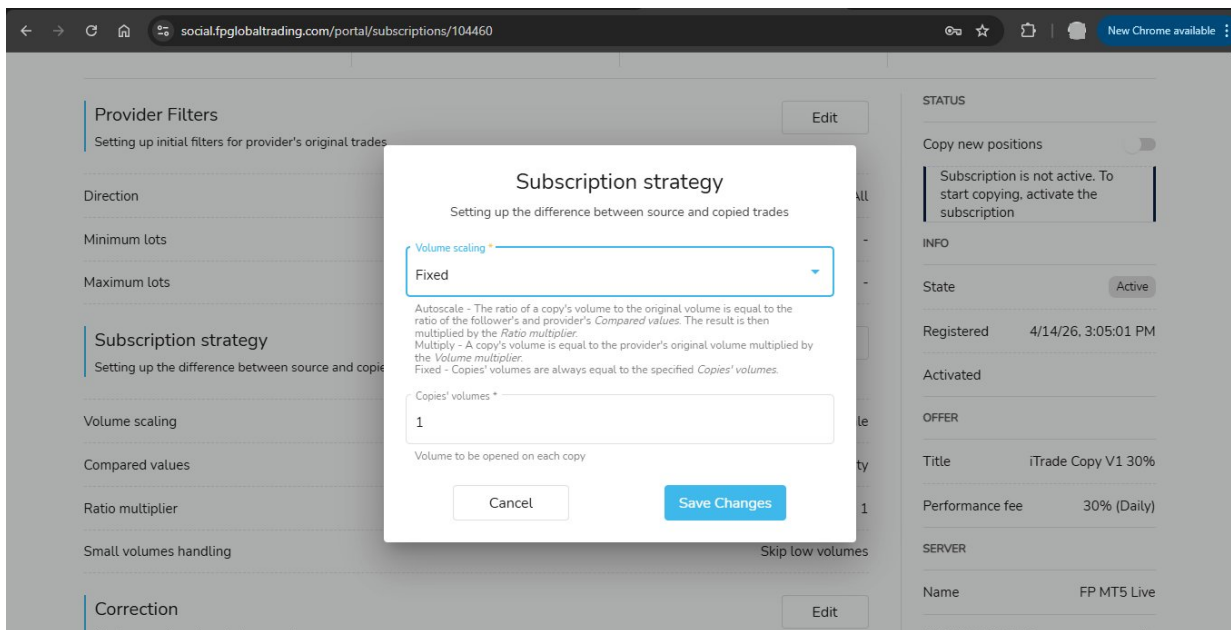 social.fpglobaltrading.com/portal/subscriptions/104460
New Chrome available
Provider Filters
Edit
Setting up initial filters for provider's original trades
Direction
All
Minimum lots
-
Maximum lots
-
Subscription strategy
Setting up the difference between source and copie
Volume scaling
le
Compared values
ty
Ratio multiplier
1
Small volumes handling
Skip low volumes
Correction
Edit
Subscription strategy
Setting up the difference between source and copied trades
Volume scaling *
Fixed
Autoscale - The ratio of a copy's volume to the original volume is equal to the
ratio of the follower's and provider's Compared values. The result is then
multiplied by the Ratio multiplier.
Multiply - A copy's volume is equal to the provider's original volume multiplied by
the Volume multiplier.
Fixed - Copies' volumes are always equal to the specified Copies' volumes.
Copies' volumes *
1
Volume to be opened on each copy
Cancel
Save Changes
STATUS
Copy new positions
Subscription is not active. To
start copying, activate the
subscription
INFO
State
Active
Registered
4/14/26, 3:05:01 PM
Activated
OFFER
Title
iTrade Copy V1 30%
Performance fee
30% (Daily)
SERVER
Name
FP MT5 Live